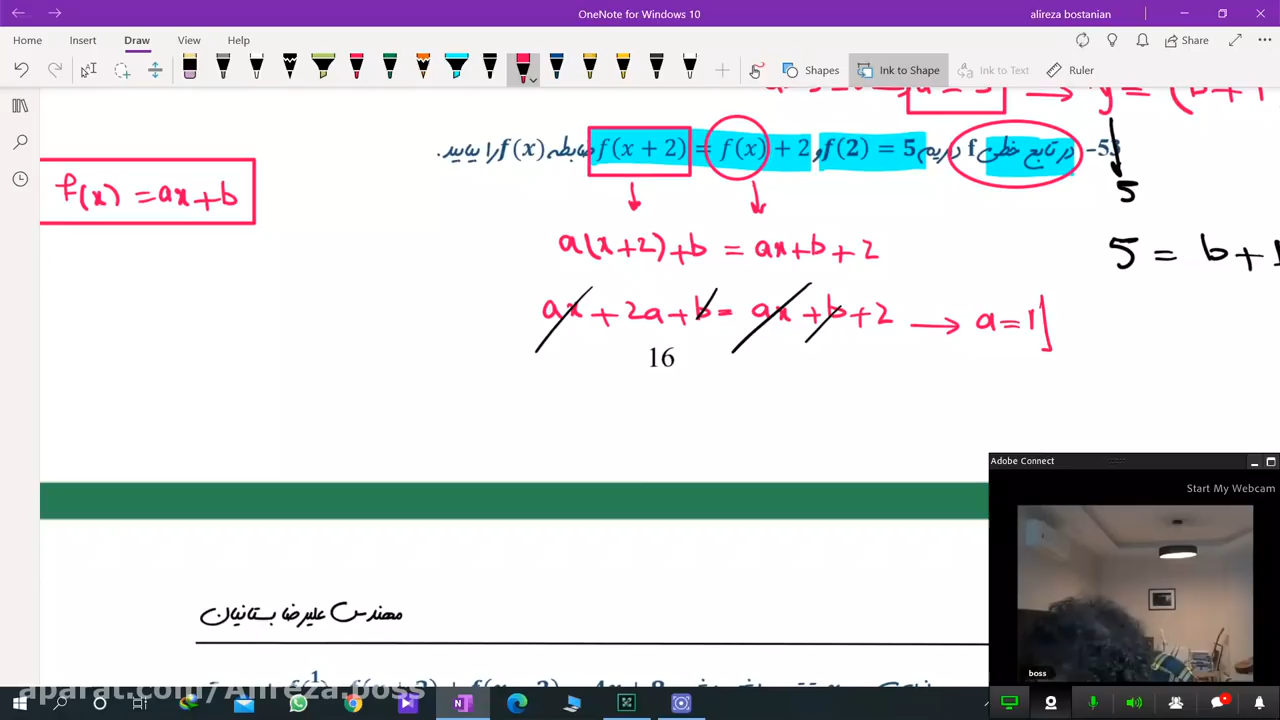 OneNote for Windows 10
alireza bostanian
Home Insert Draw View Help
Share
Shapes
Ink to Shape
Ink to Text
Ruler
53- در تابع خطی f داریم f(2) = 5 و f(x + 2) = f(x) + 2 ضابطه f(x) را بیابید.
f(x) = ax+b
5
a(x+2)+b = ax+b+2
5 = b+1
ax + 2a + b = ax + b + 2 → a=1
16
Adobe Connect
Start My Webcam
boss
مهندس علیرضا بستانیان
aparat.com/Alireza.boss